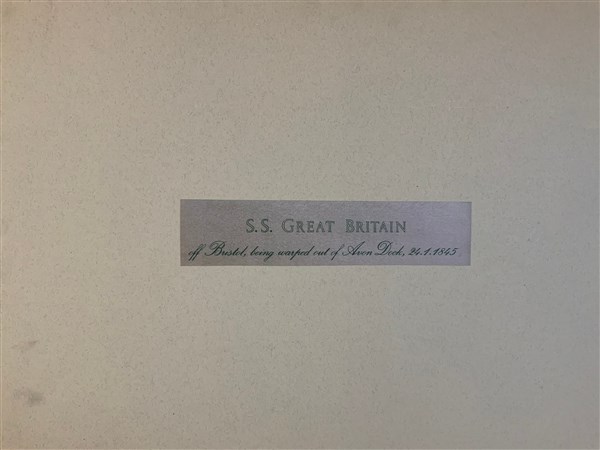 S.S. GREAT BRITAIN
off Bristol, being warped out of Avon Dock, 24.1.1845